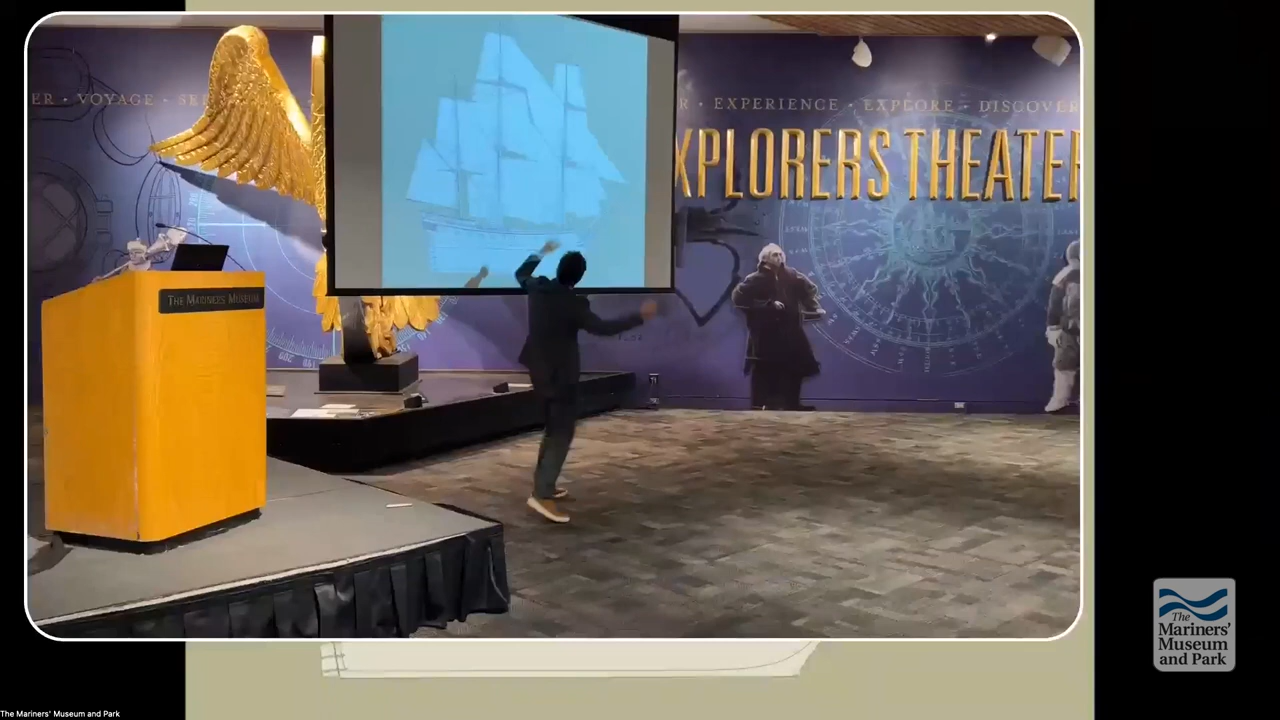 ER • VOYAGE • SE
R • EXPERIENCE • EXPLORE • DISCOVER
XPLORERS THEATER
THE MARINERS' MUSEUM
The
Mariners'
Museum
and Park
The Mariners' Museum and Park